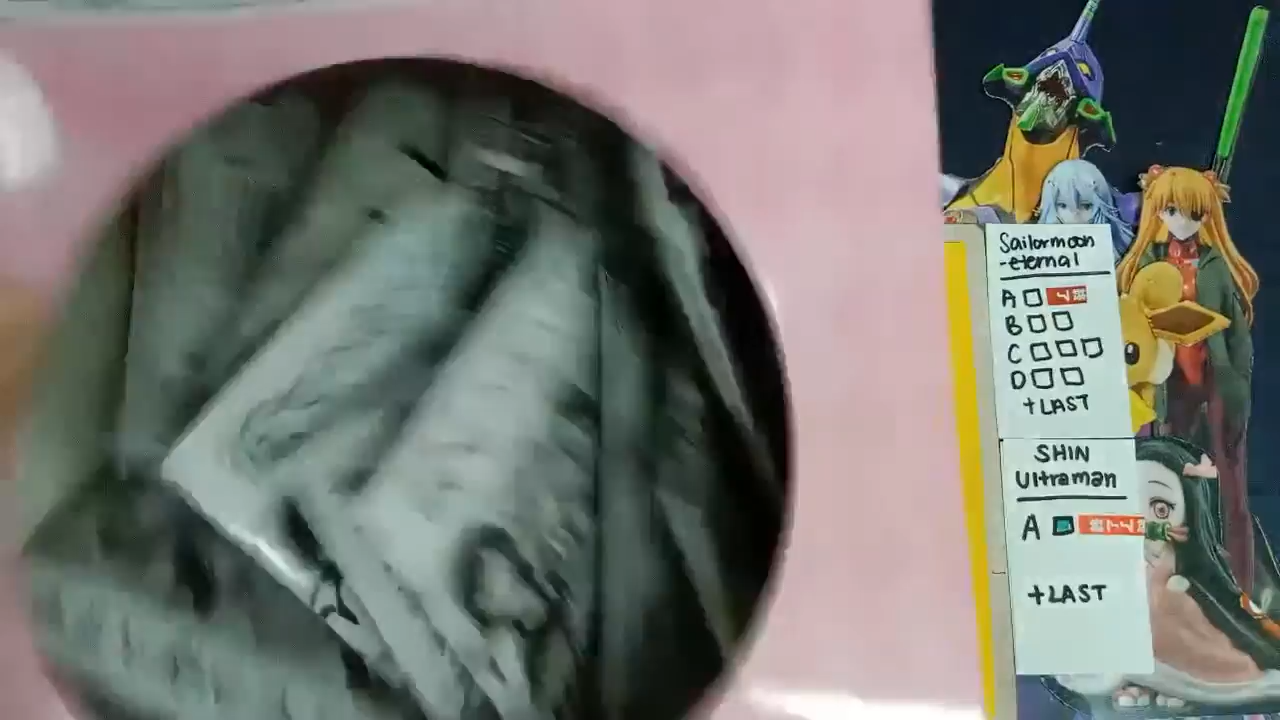 Sailormoon
-eternal
A
B
C
D
+LAST
SHIN
Ultraman
A
+LAST